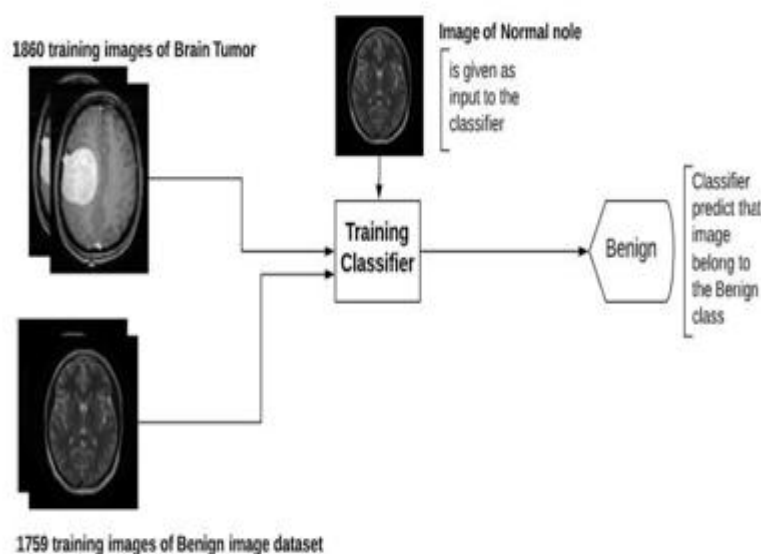 1860 training images of Brain Tumor
Image of Normal nole
is given as
input to the
classifier
Training
Classifier
Benign
Classifier
predict that
image
belong to
the Benign
class
1759 training images of Benign image dataset